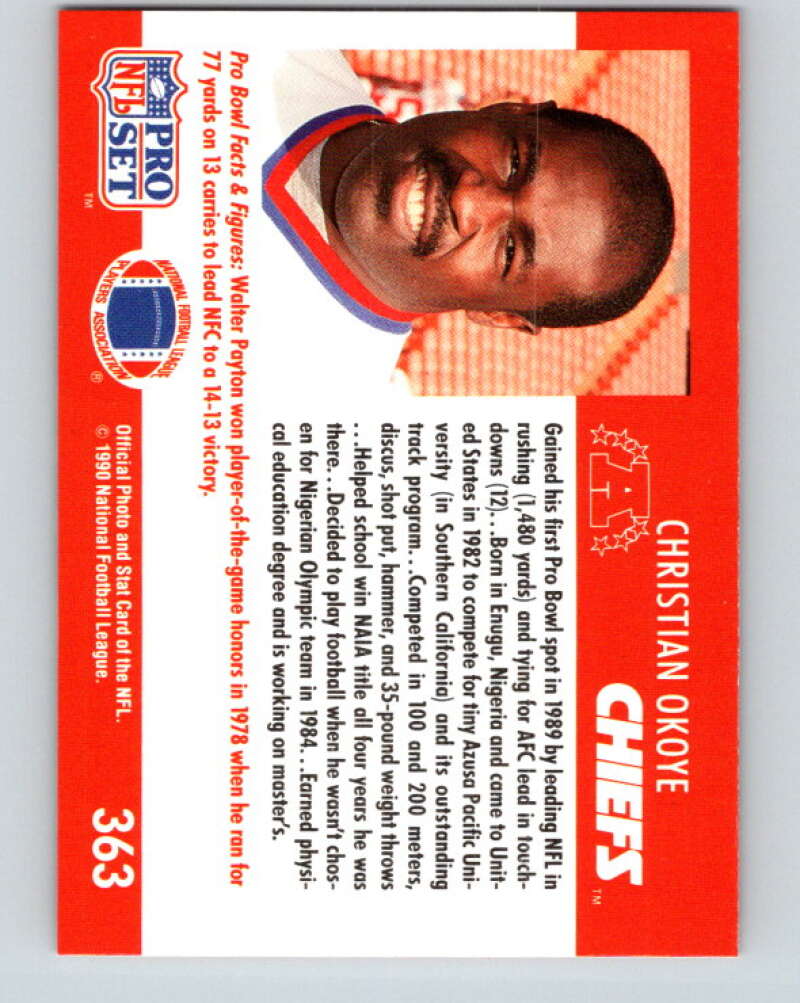 CHRISTIAN OKOYE
A
CHIEFS™
Gained his first Pro Bowl spot in 1989 by leading NFL in
rushing (1,480 yards) and tying for AFC lead in touch-
downs (12)...Born in Enugu, Nigeria and came to Unit-
ed States in 1982 to compete for tiny Azusa Pacific Uni-
versity (in Southern California) and its outstanding
track program...Competed in 100 and 200 meters,
discus, shot put, hammer, and 35-pound weight throws
...Helped school win NAIA title all four years he was
there...Decided to play football when he wasn't chos-
en for Nigerian Olympic team in 1984...Earned physi-
cal education degree and is working on master's.
Pro Bowl Facts & Figures: Walter Payton won player-of-the-game honors in 1978 when he ran for
77 yards on 13 carries to lead NFC to a 14-13 victory.
NFL
PRO
SET
™
NATIONAL FOOTBALL LEAGUE
PLAYERS ASSOCIATION
®
Official Photo and Stat Card of the NFL.
© 1990 National Football League.
363